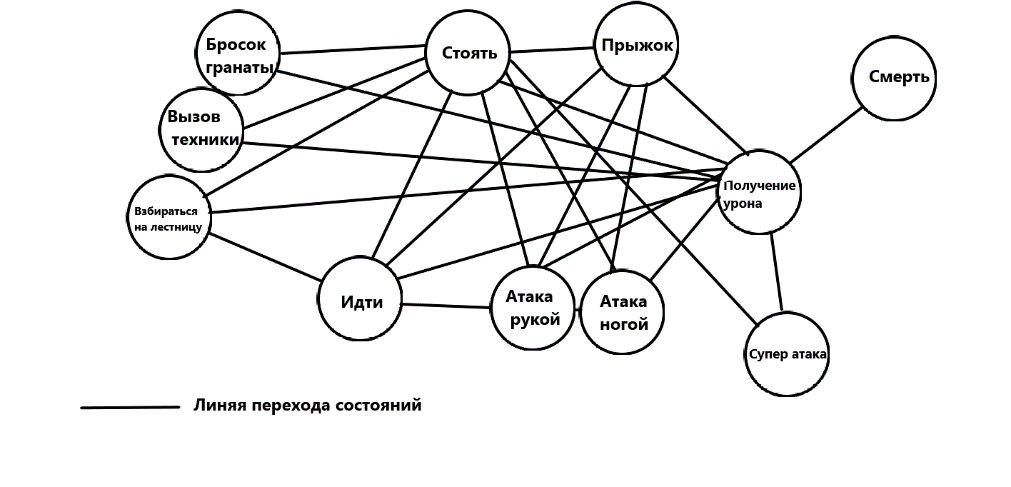 Бросок
гранаты
Стоять
Прыжок
Смерть
Вызов
техники
Получение
урона
Взбираться
на лестницу
Идти
Атака
рукой
Атака
ногой
Супер атака
Линяя перехода состояний